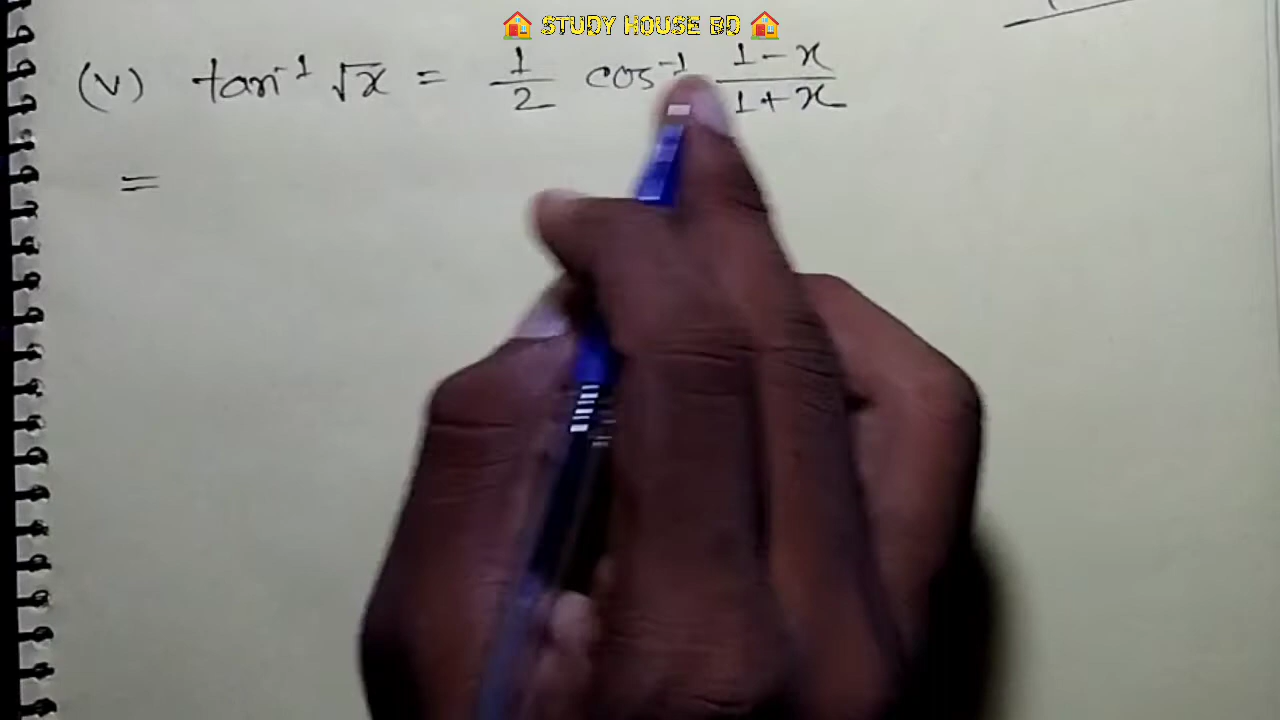 🏠 STUDY HOUSE BD 🏠
(v) tan⁻¹ √x = 1/2 cos⁻¹ (1-x)/(1+x)
=